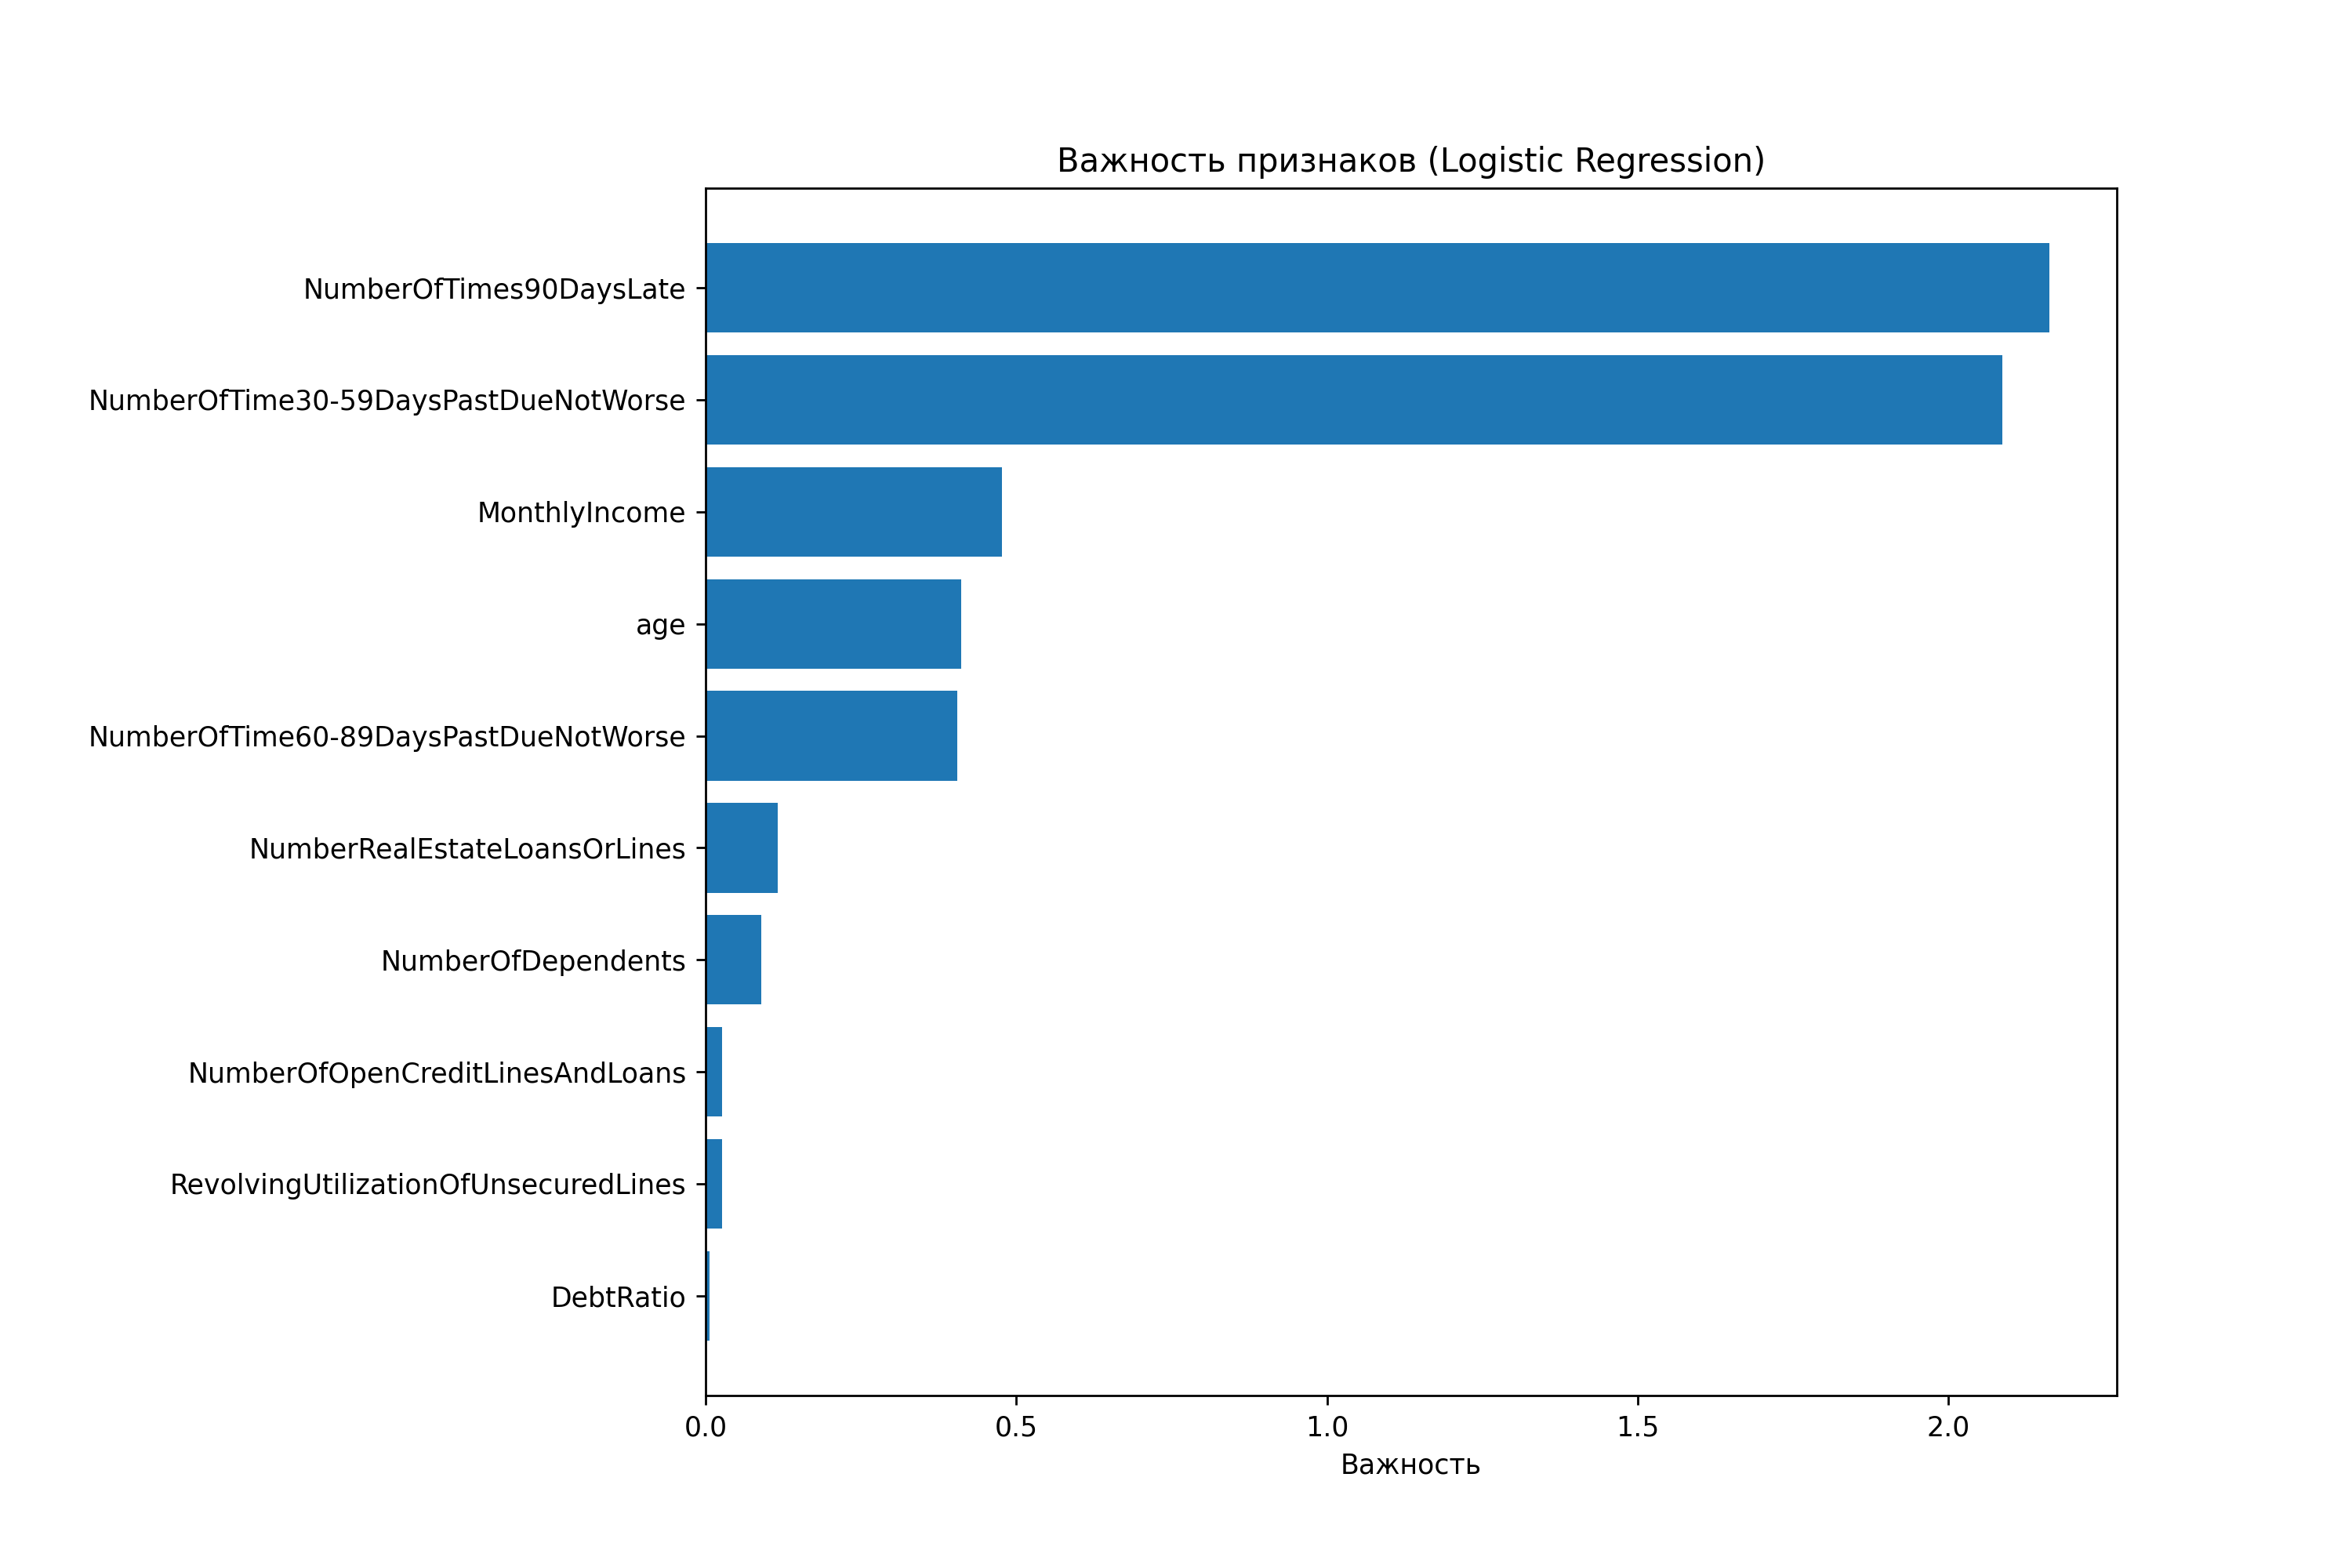 Важность признаков (Logistic Regression)
NumberOfTimes90DaysLate
NumberOfTime30-59DaysPastDueNotWorse
MonthlyIncome
age
NumberOfTime60-89DaysPastDueNotWorse
NumberRealEstateLoansOrLines
NumberOfDependents
NumberOfOpenCreditLinesAndLoans
RevolvingUtilizationOfUnsecuredLines
DebtRatio
0.0 0.5 1.0 1.5 2.0
Важность